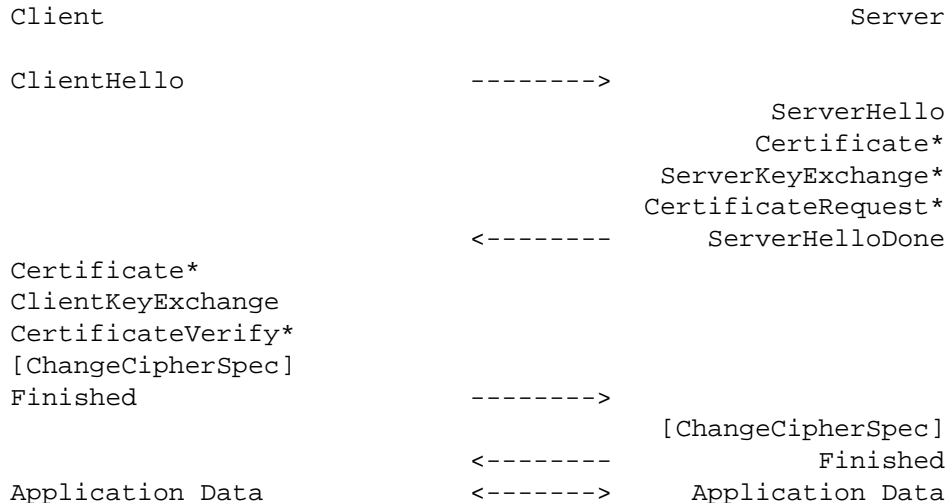 Client                                               Server

ClientHello                  -------->
                                                ServerHello
                                               Certificate*
                                         ServerKeyExchange*
                                        CertificateRequest*
                             <--------      ServerHelloDone
Certificate*
ClientKeyExchange
CertificateVerify*
[ChangeCipherSpec]
Finished                     -------->
                                         [ChangeCipherSpec]
                             <--------             Finished
Application Data             <------->     Application Data